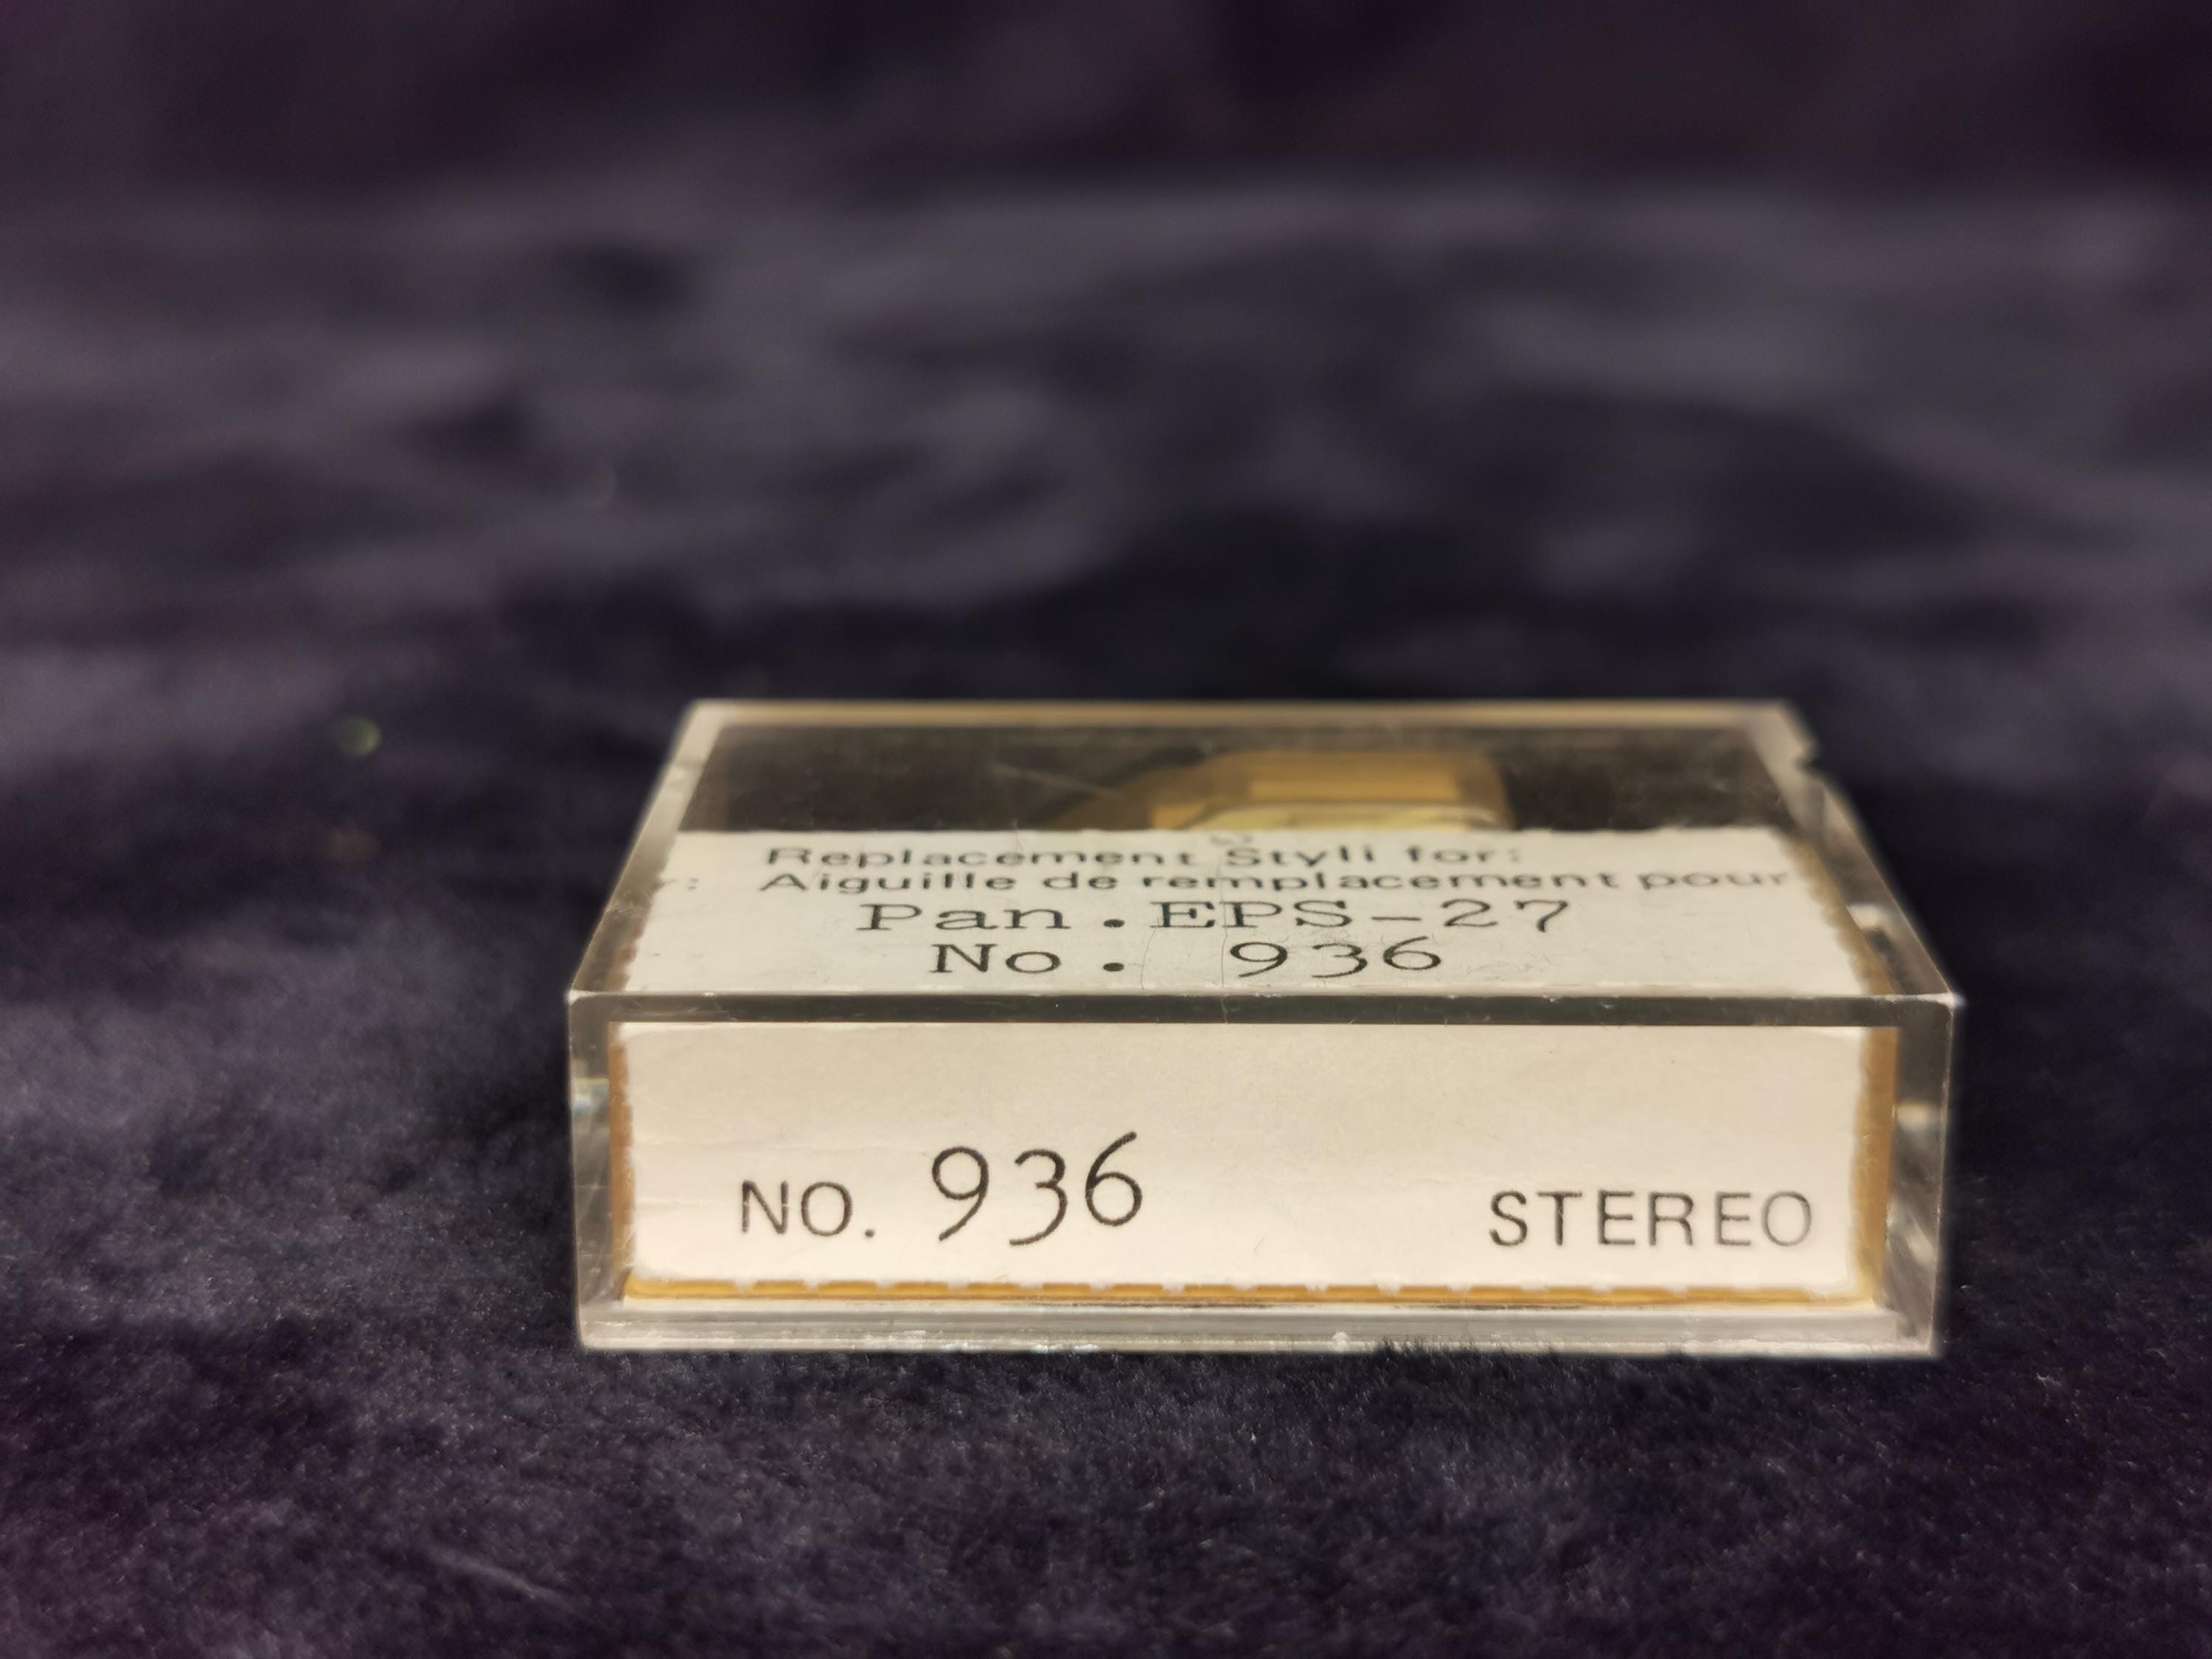 Replacement Styli for:
Aiguille de remplacement pour
Pan.EPS-27
No. 936
NO. 936 STEREO